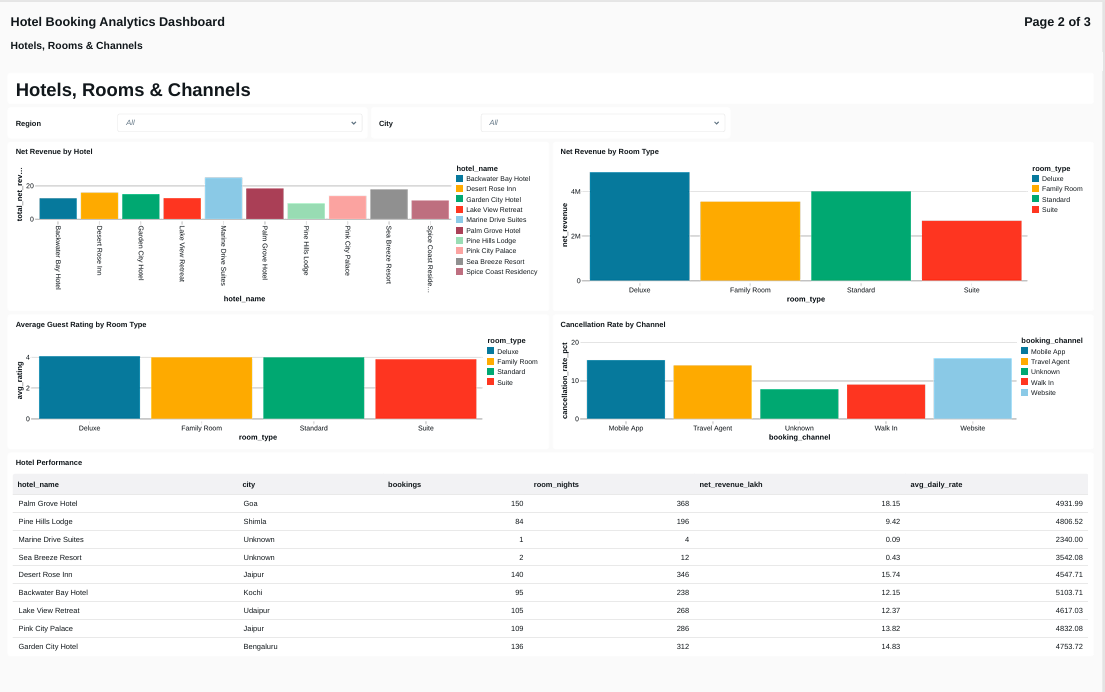 Hotel Booking Analytics Dashboard
Page 2 of 3
Hotels, Rooms & Channels
Hotels, Rooms & Channels
Region All
City All
Net Revenue by Hotel
20
0
Backwater Bay Hotel
Desert Rose Inn
Garden City Hotel
Lake View Retreat
Marine Drive Suites
Palm Grove Hotel
Pine Hills Lodge
Pink City Palace
Sea Breeze Resort
Spice Coast Reside...
hotel_name
hotel_name
Backwater Bay Hotel
Desert Rose Inn
Garden City Hotel
Lake View Retreat
Marine Drive Suites
Palm Grove Hotel
Pine Hills Lodge
Pink City Palace
Sea Breeze Resort
Spice Coast Residency
Net Revenue by Room Type
net_revenue
4M
2M
0
Deluxe Family Room Standard Suite
room_type
room_type
Deluxe
Family Room
Standard
Suite
Average Guest Rating by Room Type
avg_rating
4
2
0
Deluxe Family Room Standard Suite
room_type
room_type
Deluxe
Family Room
Standard
Suite
Cancellation Rate by Channel
cancellation_rate_pct
20
10
0
Mobile App Travel Agent Unknown Walk In Website
booking_channel
booking_channel
Mobile App
Travel Agent
Unknown
Walk In
Website
Hotel Performance
hotel_name city bookings room_nights net_revenue_lakh avg_daily_rate
Palm Grove Hotel Goa 150 368 18.15 4931.99
Pine Hills Lodge Shimla 84 196 9.42 4806.52
Marine Drive Suites Unknown 1 4 0.09 2340.00
Sea Breeze Resort Unknown 2 12 0.43 3542.08
Desert Rose Inn Jaipur 140 346 15.74 4547.71
Backwater Bay Hotel Kochi 95 238 12.15 5103.71
Lake View Retreat Udaipur 105 268 12.37 4617.03
Pink City Palace Jaipur 109 286 13.82 4832.08
Garden City Hotel Bengaluru 136 312 14.83 4753.72